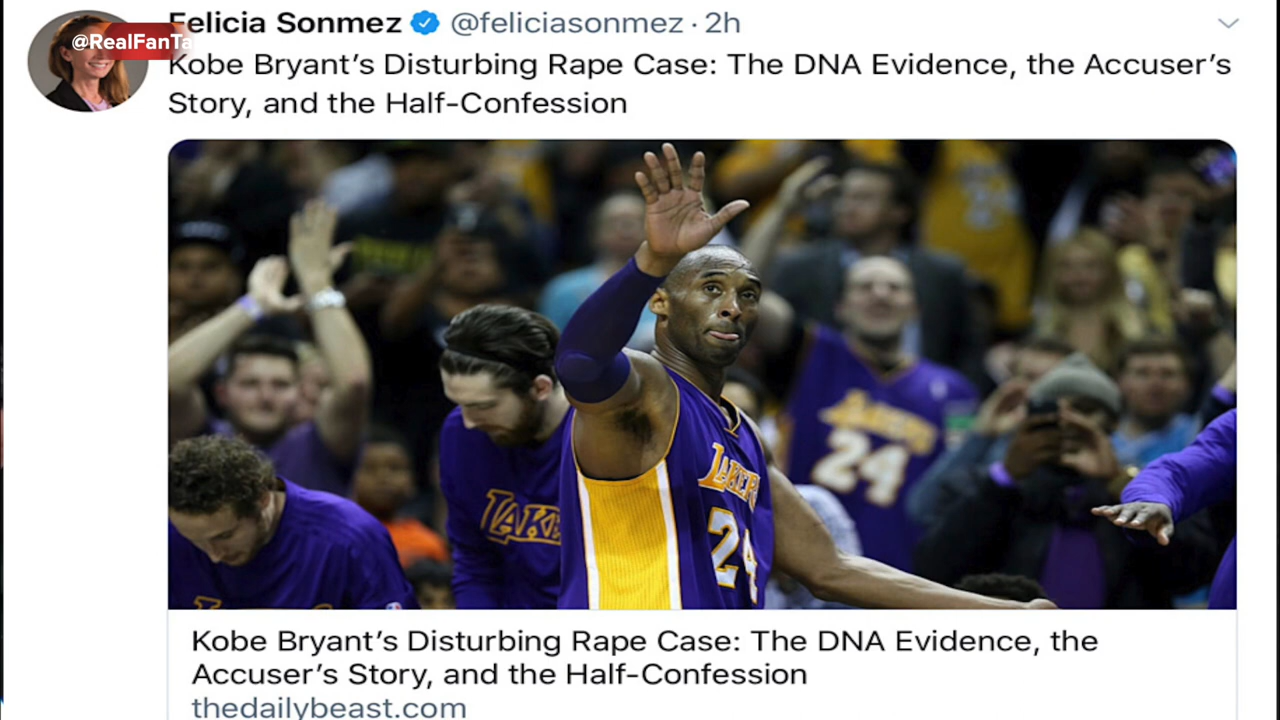 Felicia Sonmez @feliciasonmez · 2h
@RealFanTa
Kobe Bryant’s Disturbing Rape Case: The DNA Evidence, the Accuser’s
Story, and the Half-Confession
LAKERS
24
LAKE
LAKERS
24
Kobe Bryant’s Disturbing Rape Case: The DNA Evidence, the
Accuser’s Story, and the Half-Confession
thedailybeast.com